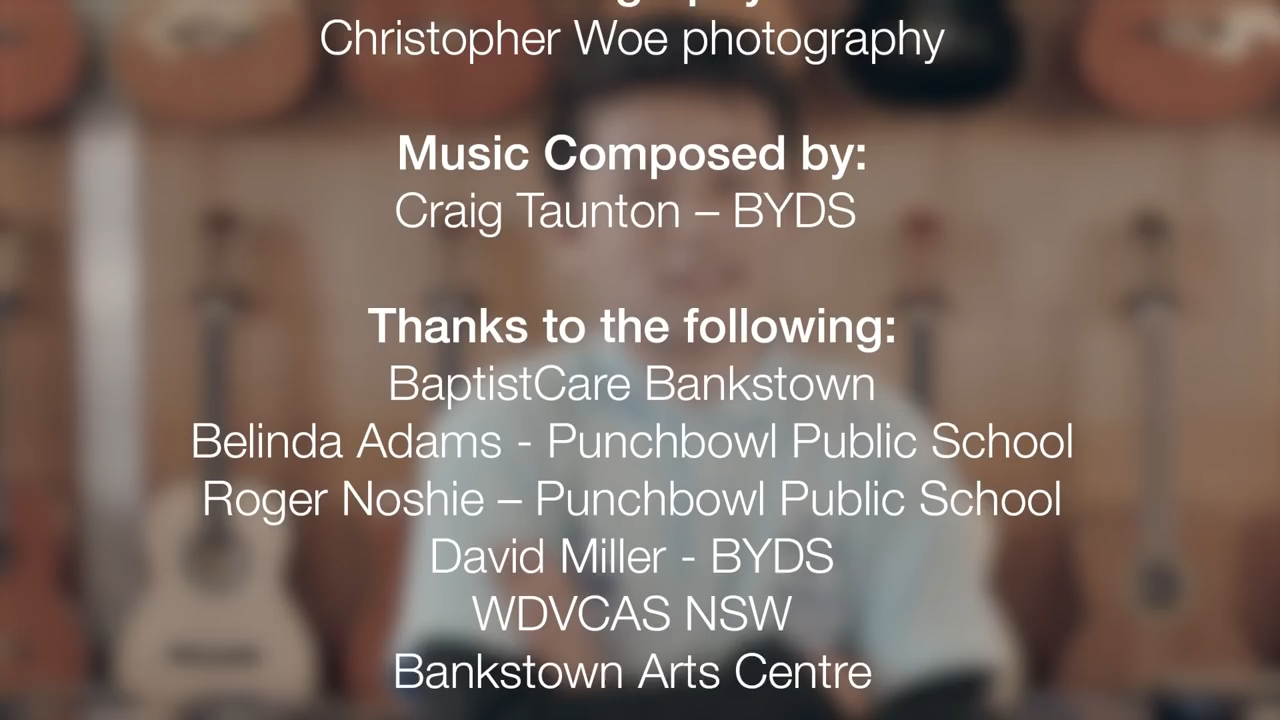 Christopher Woe photography
Music Composed by:
Craig Taunton – BYDS
Thanks to the following:
BaptistCare Bankstown
Belinda Adams - Punchbowl Public School
Roger Noshie – Punchbowl Public School
David Miller - BYDS
WDVCAS NSW
Bankstown Arts Centre